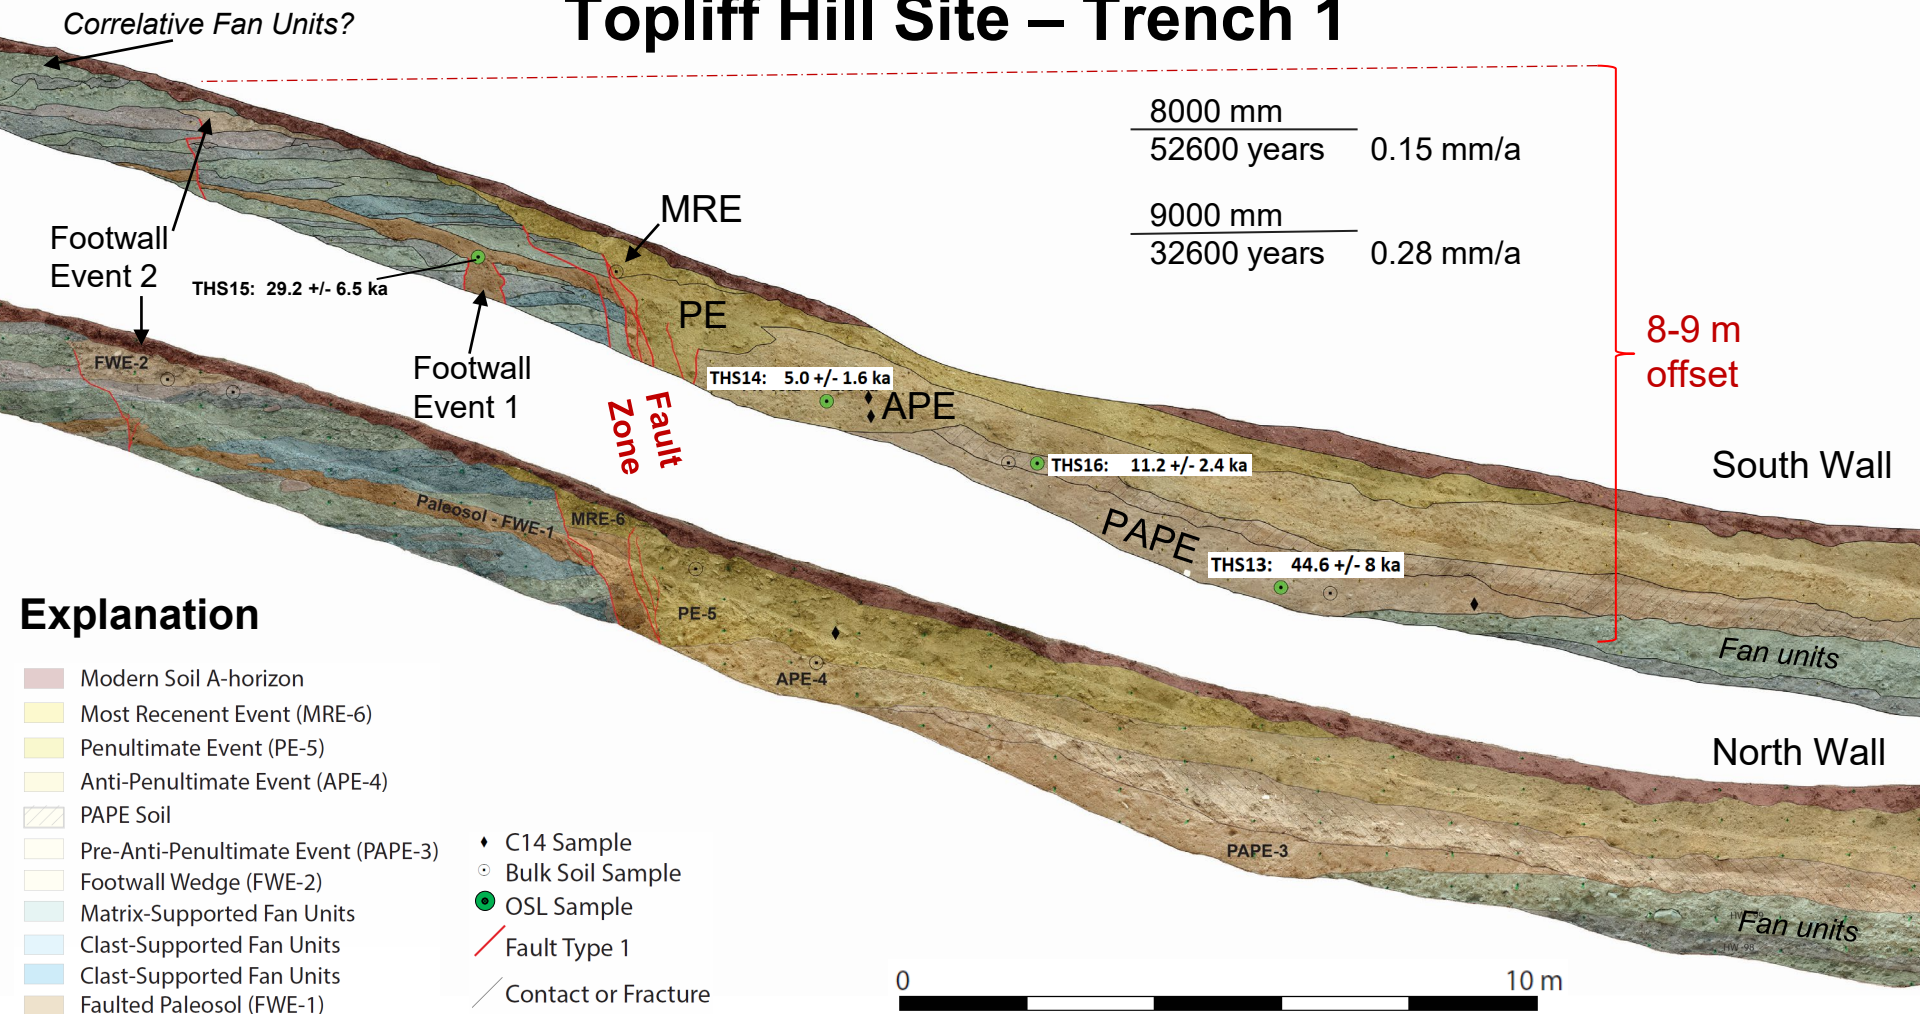 Topliff Hill Site – Trench 1
Correlative Fan Units?
8000 mm
52600 years 0.15 mm/a
9000 mm
32600 years 0.28 mm/a
MRE
Footwall
Event 2
THS15: 29.2 +/- 6.5 ka
PE
8-9 m
offset
Footwall
Event 1
FWE-2
THS14: 5.0 +/- 1.6 ka
APE
Fault
Zone
THS16: 11.2 +/- 2.4 ka
South Wall
Paleosol - FWE-1
MRE-6
PAPE
THS13: 44.6 +/- 8 ka
PE-5
Fan units
APE-4
North Wall
PAPE-3
HW-99
Fan units
HW-98
Explanation
Modern Soil A-horizon
Most Recenent Event (MRE-6)
Penultimate Event (PE-5)
Anti-Penultimate Event (APE-4)
PAPE Soil
Pre-Anti-Penultimate Event (PAPE-3)
Footwall Wedge (FWE-2)
Matrix-Supported Fan Units
Clast-Supported Fan Units
Clast-Supported Fan Units
Faulted Paleosol (FWE-1)
C14 Sample
Bulk Soil Sample
OSL Sample
Fault Type 1
Contact or Fracture
0 10 m